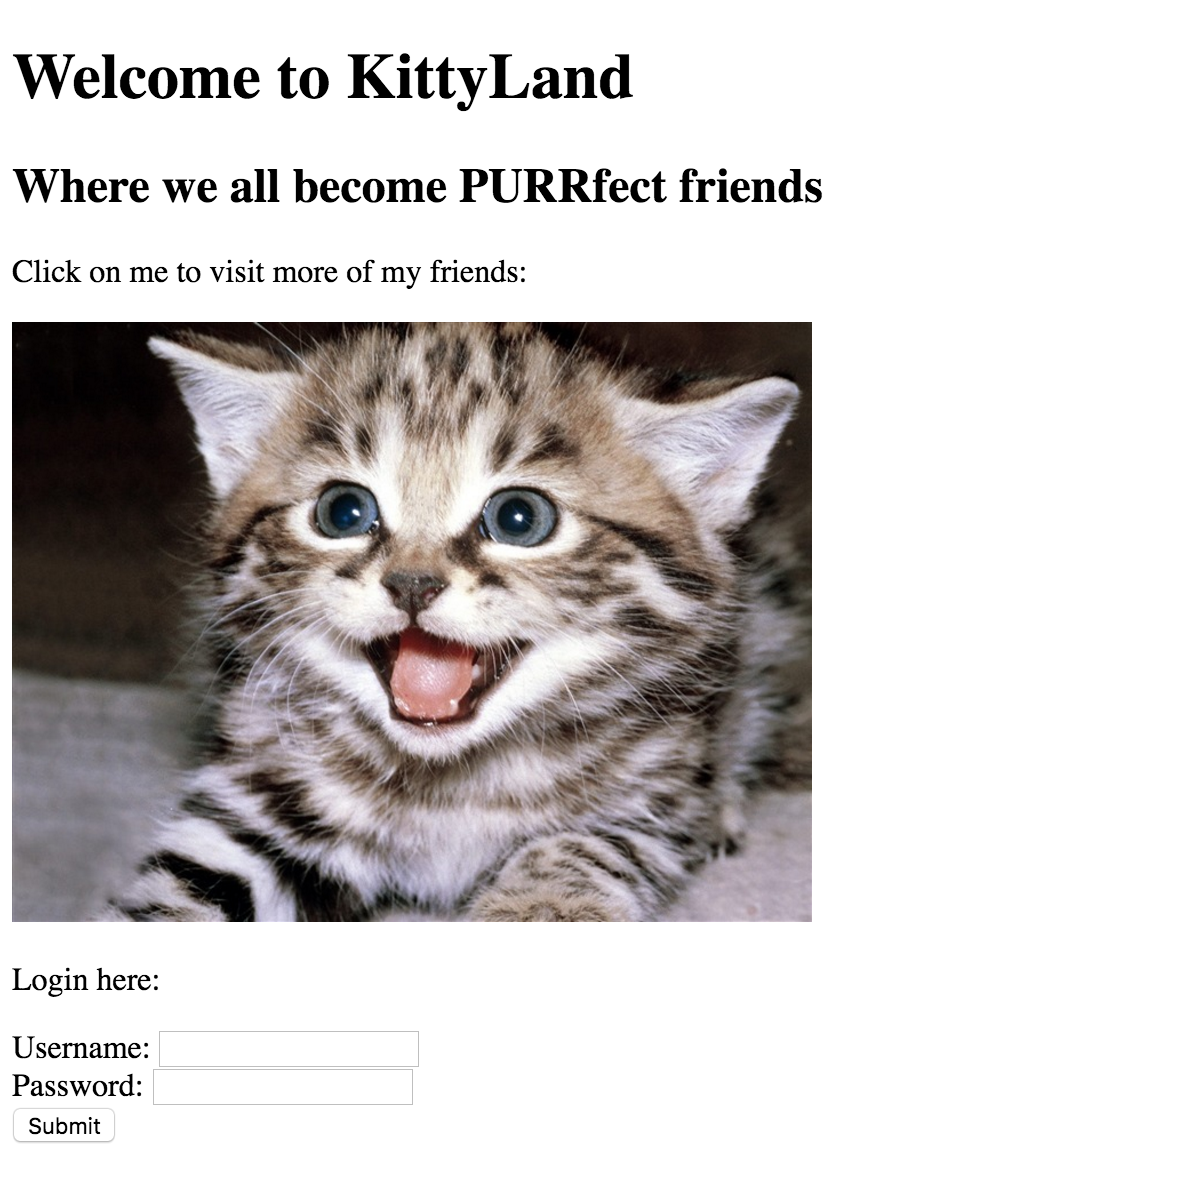 Welcome to KittyLand
Where we all become PURRfect friends
Click on me to visit more of my friends:
Login here:
Username:
Password:
Submit